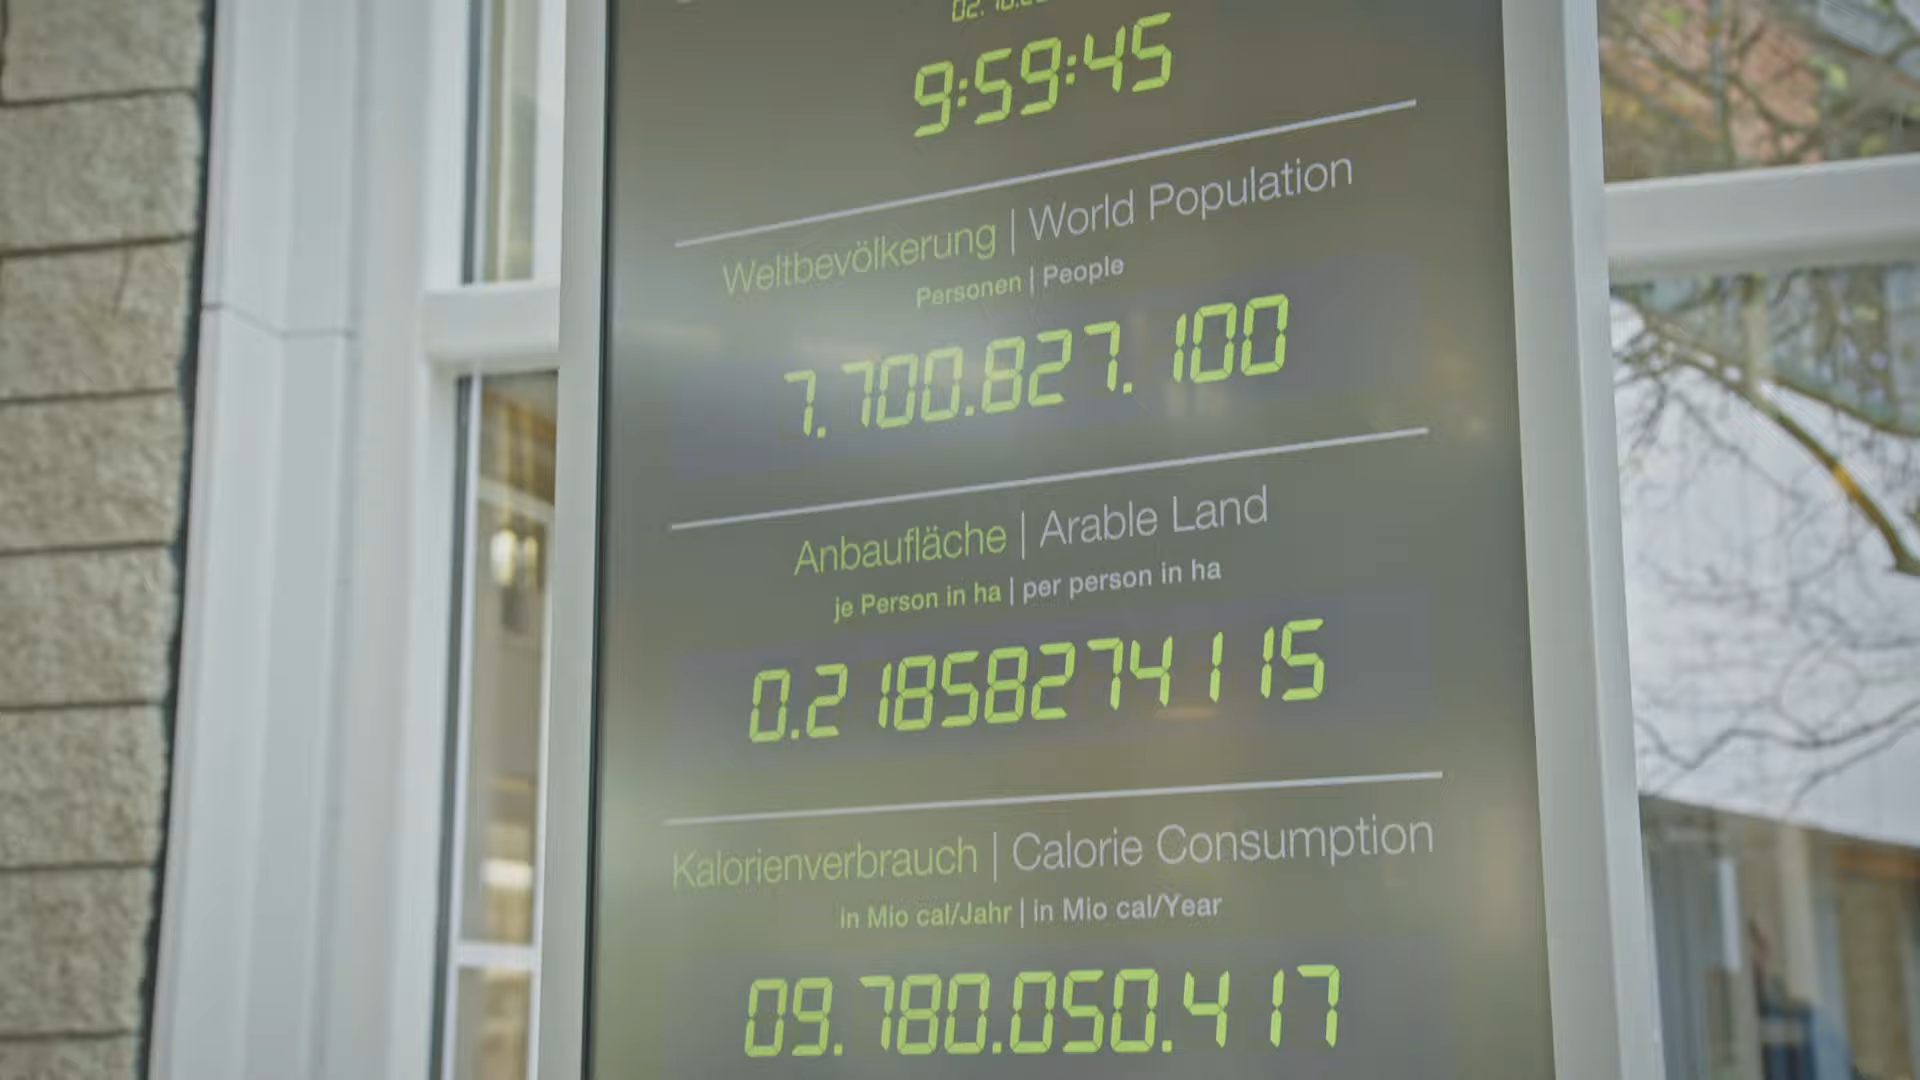 9:59:45
Weltbevölkerung | World Population
Personen | People
7.700.827.100
Anbaufläche | Arable Land
je Person in ha | per person in ha
0.21858274115
Kalorienverbrauch | Calorie Consumption
in Mio cal/Jahr | in Mio cal/Year
09.780.050.417